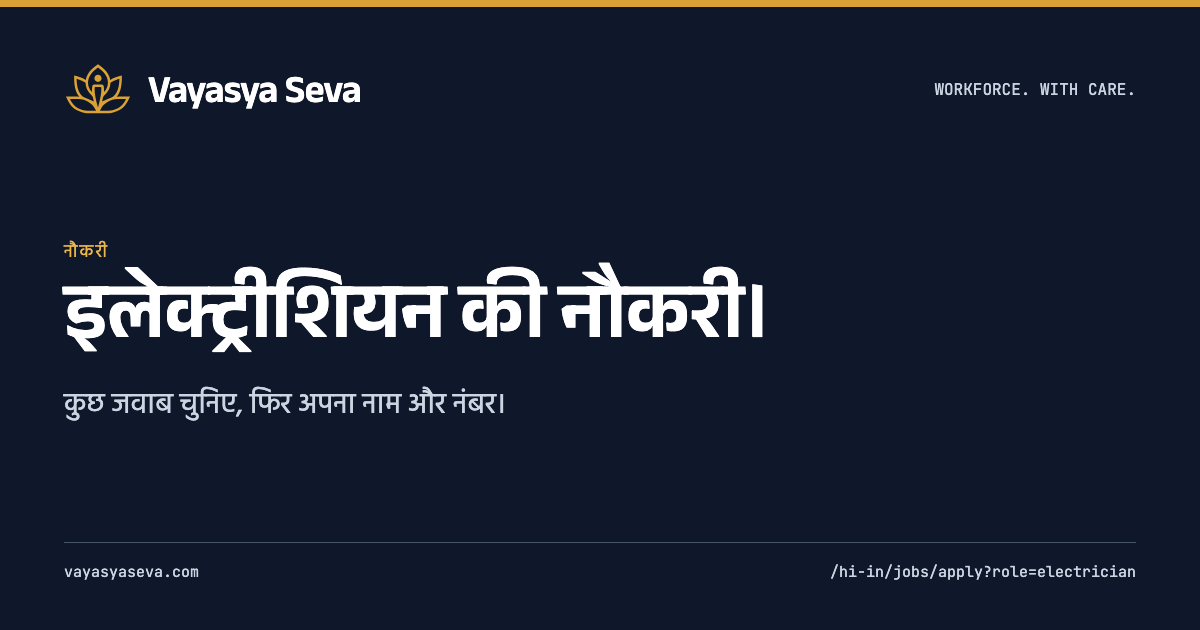 Vayasya Seva
WORKFORCE. WITH CARE.
नौकरी
इलेक्ट्रीशियन की नौकरी।
कुछ जवाब चुनिए, फिर अपना नाम और नंबर।
vayasyaseva.com
/hi-in/jobs/apply?role=electrician